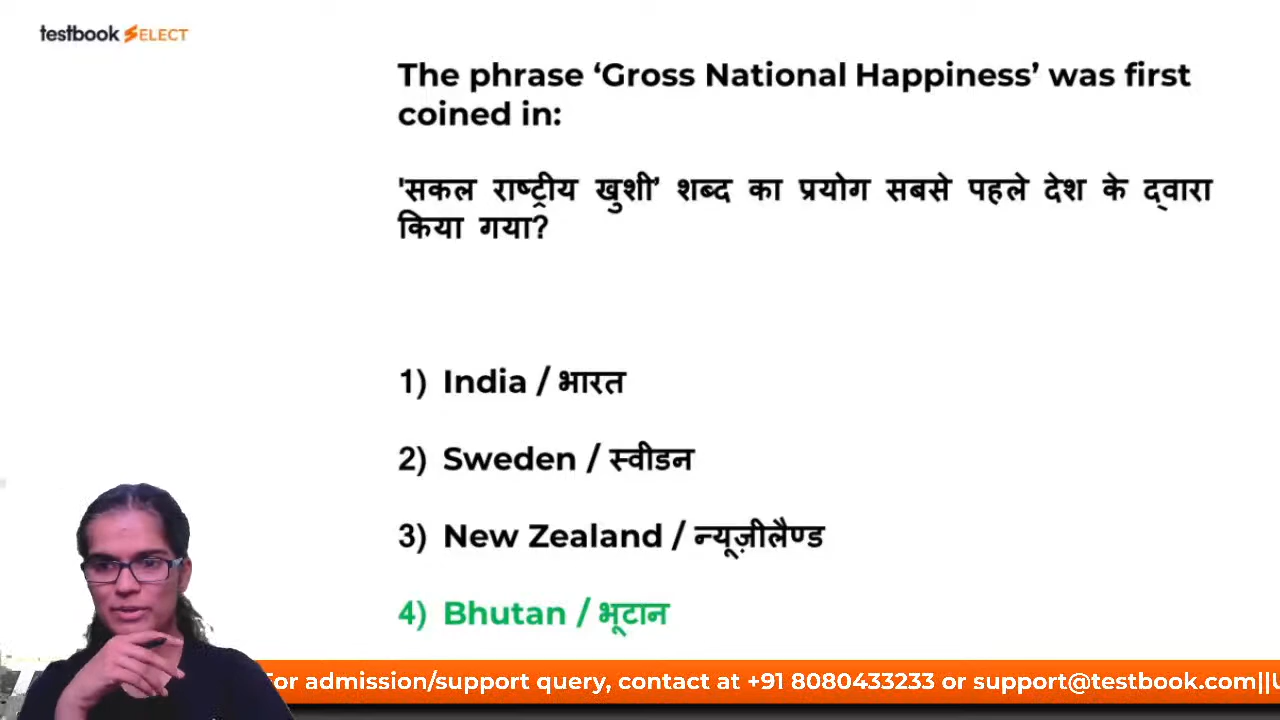 testbook SELECT
The phrase ‘Gross National Happiness’ was first
coined in:
'सकल राष्ट्रीय खुशी’ शब्द का प्रयोग सबसे पहले देश के द्वारा
किया गया?
1) India / भारत
2) Sweden / स्वीडन
3) New Zealand / न्यूज़ीलैण्ड
4) Bhutan / भूटान
For admission/support query, contact at +91 8080433233 or support@testbook.com||